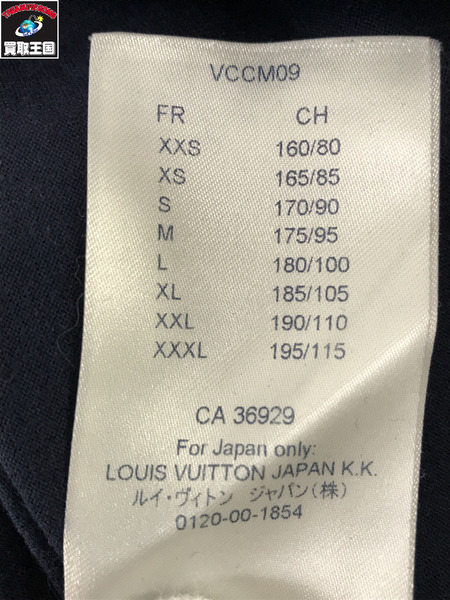 買取王国
VCCM09
FR CH
XXS 160/80
XS 165/85
S 170/90
M 175/95
L 180/100
XL 185/105
XXL 190/110
XXXL 195/115
CA 36929
For Japan only:
LOUIS VUITTON JAPAN K.K.
ルイ・ヴィトン ジャパン(株)
0120-00-1854